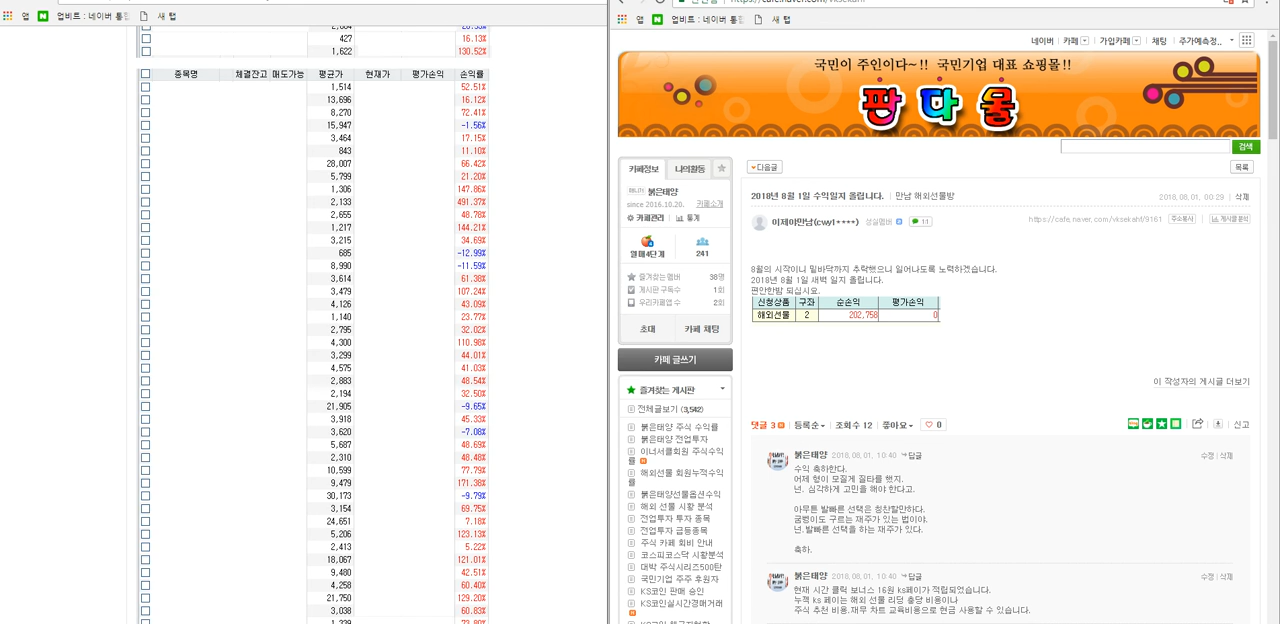 앱 업비트 : 네이버 통합 새 탭
427 16.13%
1,622 130.52%
종목명 체결잔고 매도가능 평균가 현재가 평가손익 손익률
1,514 52.51%
13,696 16.12%
8,270 72.41%
15,947 -1.56%
3,464 17.15%
843 11.10%
28,007 66.42%
5,799 21.20%
1,306 147.86%
2,133 491.37%
2,655 48.78%
1,217 144.21%
3,215 34.69%
685 -12.99%
8,990 -11.59%
3,614 61.38%
3,479 107.24%
4,126 43.09%
1,140 23.77%
2,795 32.02%
4,300 110.98%
3,299 44.01%
4,575 41.03%
2,883 48.54%
2,194 32.50%
21,905 -9.65%
3,918 45.33%
3,620 -7.08%
5,687 48.69%
2,310 48.48%
10,599 77.79%
9,479 171.38%
30,173 -9.79%
3,154 69.75%
24,651 7.18%
5,206 123.13%
2,413 5.22%
18,067 121.01%
9,480 42.51%
4,258 60.40%
21,750 129.20%
3,038 60.83%
앱 업비트 : 네이버 통합 새 탭
네이버 카페 가입카페 채팅 주가예측정..
국민이 주인이다~!! 국민기업 대표 쇼핑몰!!
판다몰
검색
카페정보 나의활동
매니저 붉은태양
since 2016.10.20. 카페소개
카페관리 통계
열매4단계 241
즐겨찾는 멤버 38명
게시판 구독수 1회
우리카페앱 수 2회
초대 카페 채팅
카페 글쓰기
즐겨찾는 게시판
전체글보기 (3,542)
붉은태양 주식 수익률
붉은태양 전업투자
이너서클회원 주식수익
률
해외선물 회원누적수익
률
붉은태양선물옵션수익
해외 선물 시황 분석
전업투자 투자 종목
전업투자 급등종목
주식 카페 회비 안내
코스피코스닥 시황분석
대박 주식시리즈500탄
국민기업 주주 후원자
KS코인 판매 승인
KS코인실시간경매거래
다음글 목록
2018년 8월 1일 수익일지 올립니다. | 만남 해외선물방 2018.08.01. 00:29 | 삭제
이제야만남(cwy1****) 성실멤버 1:1 https://cafe.naver.com/vksekahf/9161 주소복사 게시글 분석
8월의 시작이니 밑바닥까지 추락했으니 일어나도록 노력하겠습니다.
2018년 8월 1일 새벽 일지 올립니다.
편안한밤 되십시요.
신청상품 구좌 순손익 평가손익
해외선물 2 202,758 0
이 작성자의 게시글 더보기
댓글 3 등록순 조회수 12 좋아요 0 신고
붉은태양 2018.08.01. 10:40 답글 수정 | 삭제
수익 축하한다.
어제 형이 모질게 질타를 했지.
넌. 심각하게 고민을 해야 한다고.
아무튼 발빠른 선택은 칭찬할만하다.
굼벵이도 구르는 재주가 있는 법이야.
넌.발빠른 선택을 하는 재주가 있다.
축하.
붉은태양 2018.08.01. 10:40 답글 수정 | 삭제
현재 시간 클릭 보너스 16원 ks페이가 적립되었습니다.
누젝 ks 페이는 해외 선물 리딩 충당 비용이나
주식 추천 비용.재무 차트 교육비용으로 현금 사용할 수 있습니다.